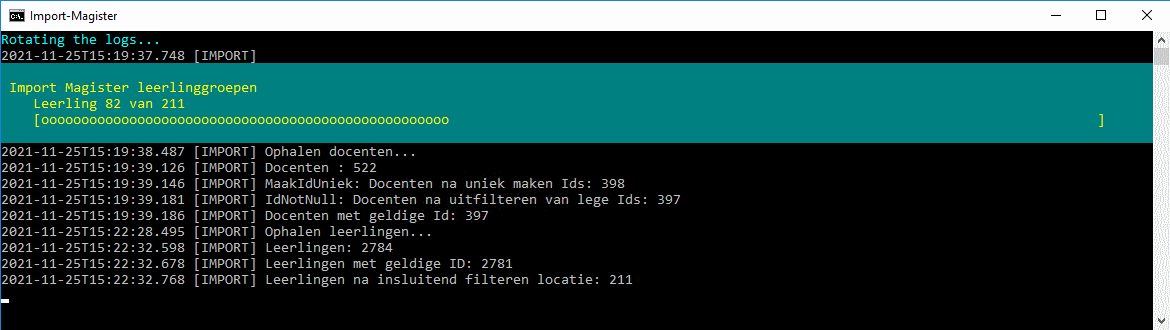 Import-Magister
Rotating the logs...
2021-11-25T15:19:37.748 [IMPORT]
Import Magister leerlinggroepen
Leerling 82 van 211
[ooooooooooooooooooooooooooooooooooooooooooooooooooo ]
2021-11-25T15:19:38.487 [IMPORT] Ophalen docenten...
2021-11-25T15:19:39.126 [IMPORT] Docenten : 522
2021-11-25T15:19:39.146 [IMPORT] MaakIdUniek: Docenten na uniek maken Ids: 398
2021-11-25T15:19:39.181 [IMPORT] IdNotNull: Docenten na uitfilteren van lege Ids: 397
2021-11-25T15:19:39.186 [IMPORT] Docenten met geldige Id: 397
2021-11-25T15:22:28.495 [IMPORT] Ophalen leerlingen...
2021-11-25T15:22:32.598 [IMPORT] Leerlingen: 2784
2021-11-25T15:22:32.678 [IMPORT] Leerlingen met geldige ID: 2781
2021-11-25T15:22:32.768 [IMPORT] Leerlingen na insluitend filteren locatie: 211